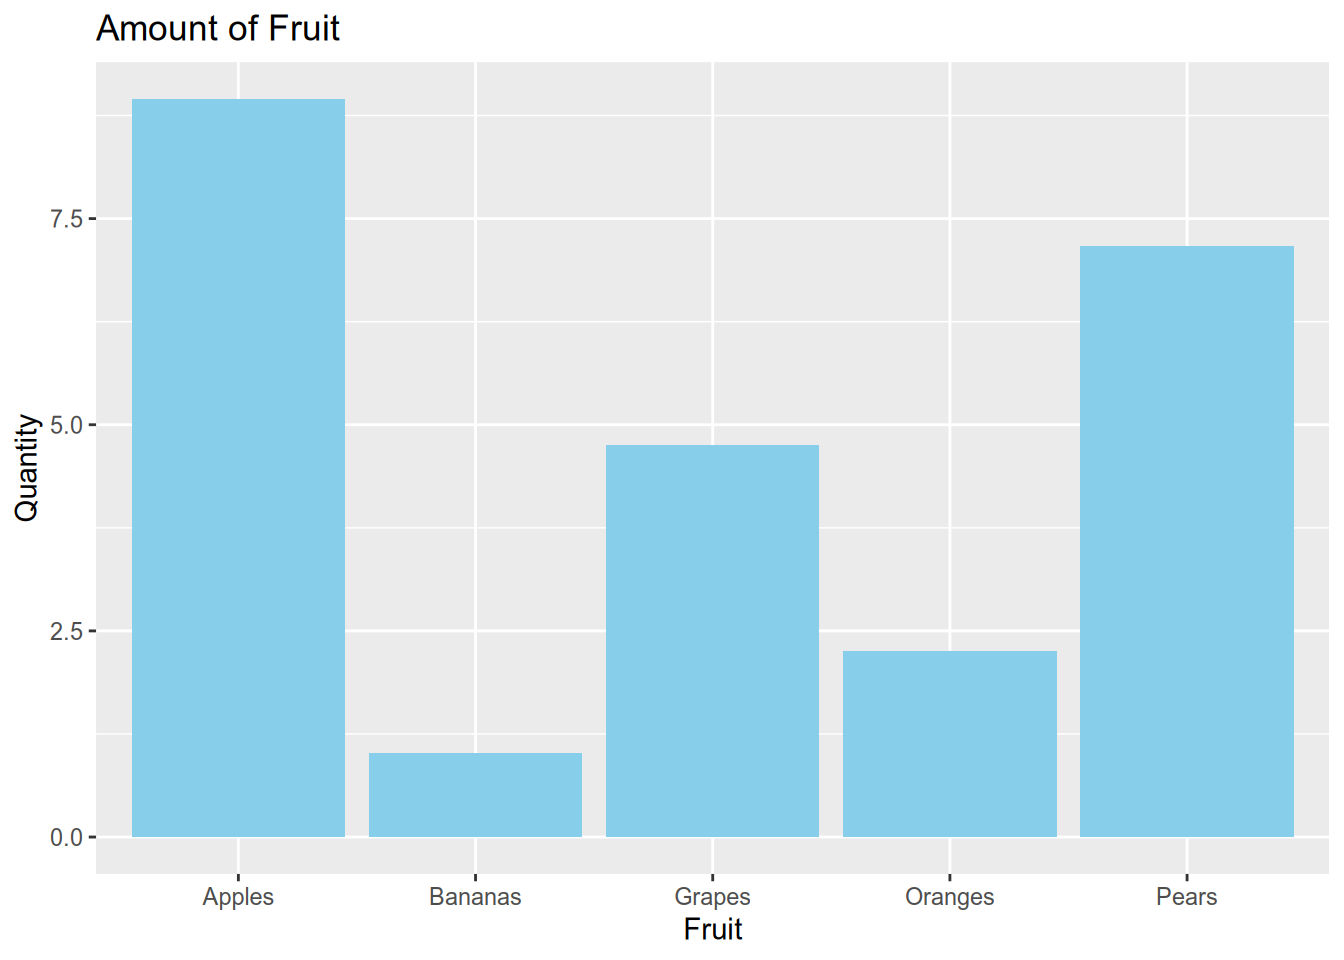 Amount of Fruit
Quantity
7.5
5.0
2.5
0.0
Apples Bananas Grapes Oranges Pears
Fruit